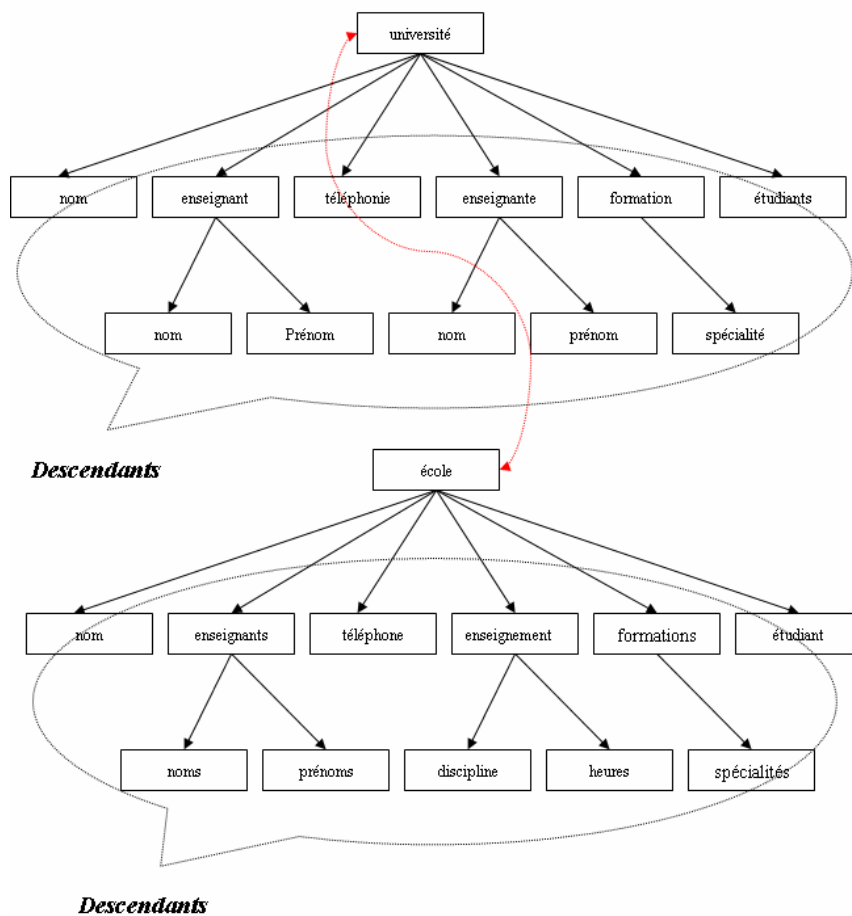 université
nom enseignant téléphonie enseignante formation étudiants
nom Prénom nom prénom spécialité
Descendants
école
nom enseignants téléphone enseignement formations étudiant
noms prénoms discipline heures spécialités
Descendants